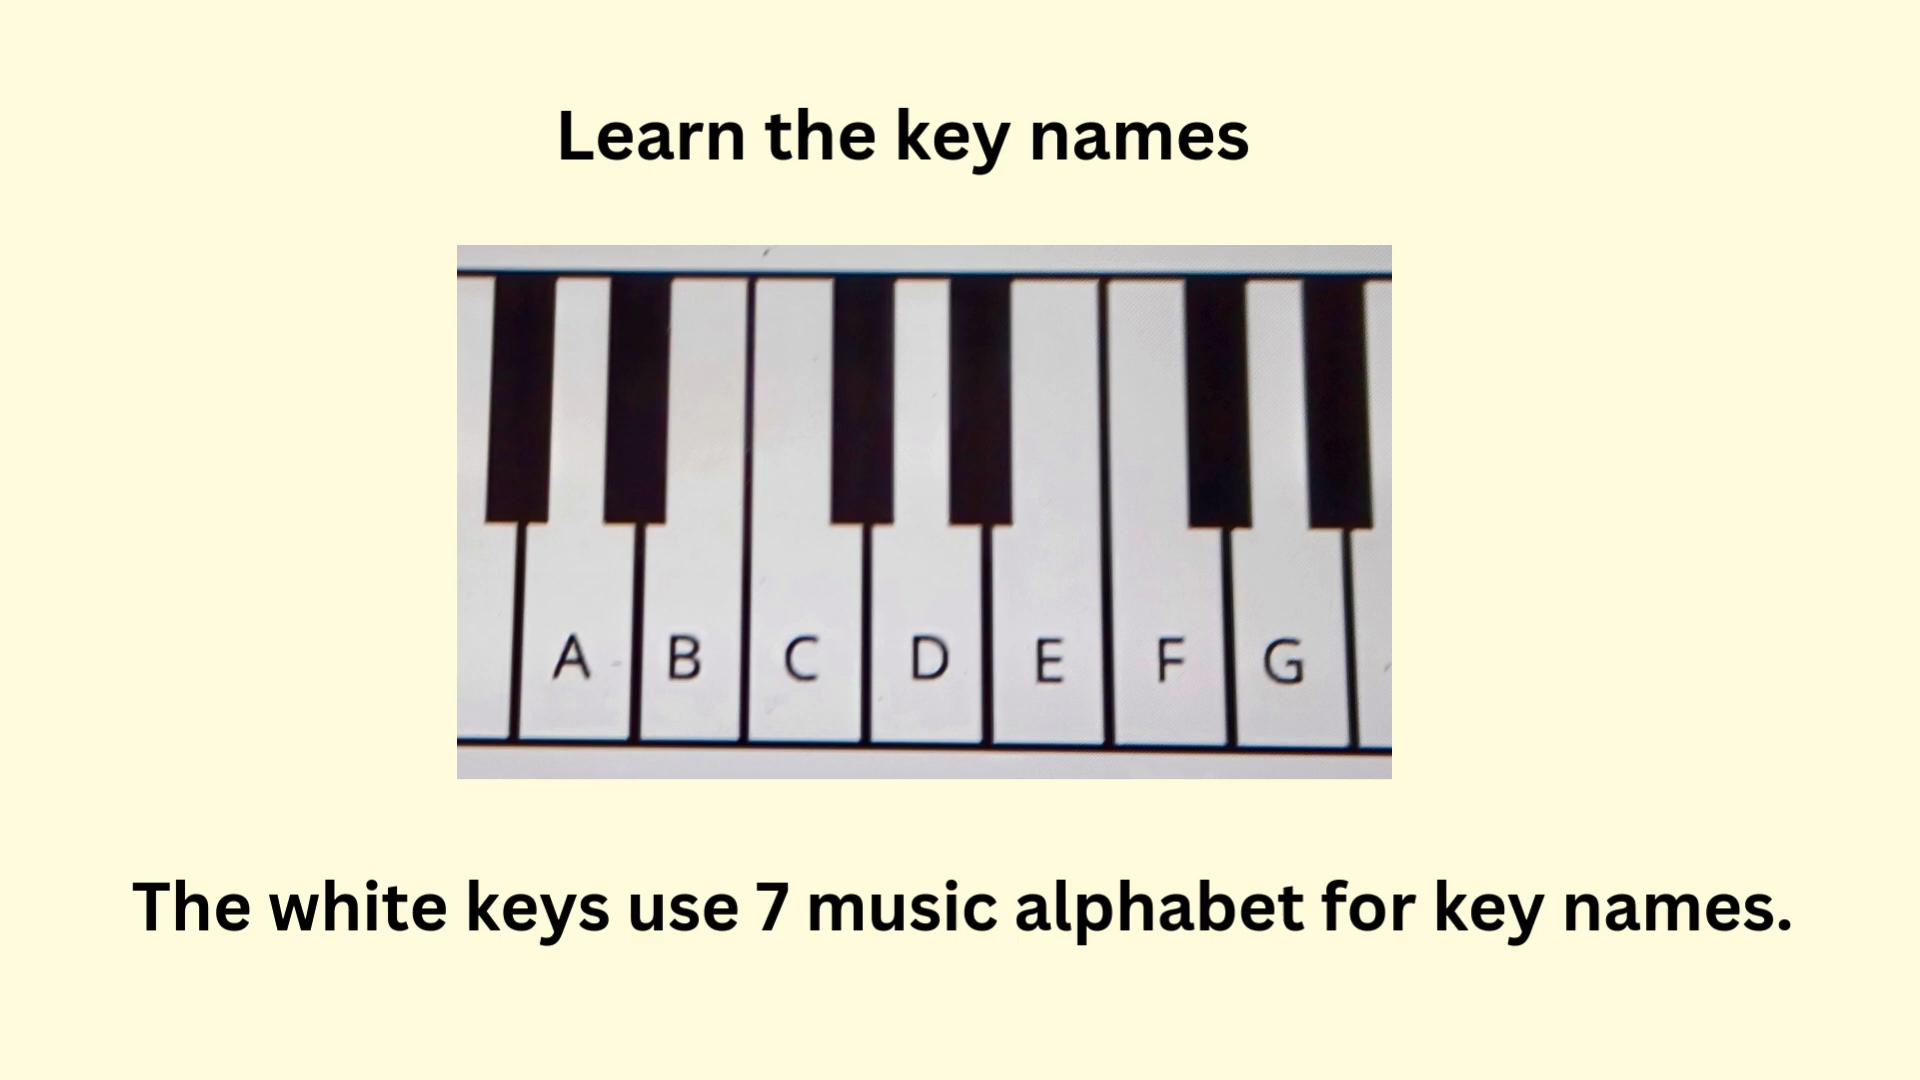 Learn the key names
A B C D E F G
The white keys use 7 music alphabet for key names.